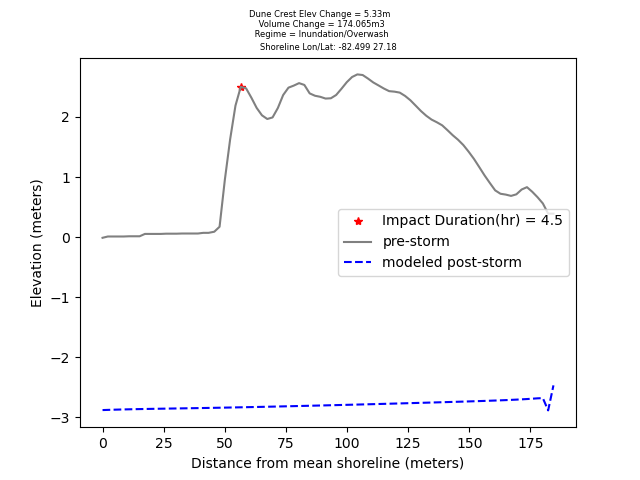 Dune Crest Elev Change = 5.33m
Volume Change = 174.065m3
Regime = Inundation/Overwash
Shoreline Lon/Lat: -82.499 27.18
2
1
0
−1
−2
−3
Elevation (meters)
Impact Duration(hr) = 4.5
pre-storm
modeled post-storm
0 25 50 75 100 125 150 175
Distance from mean shoreline (meters)